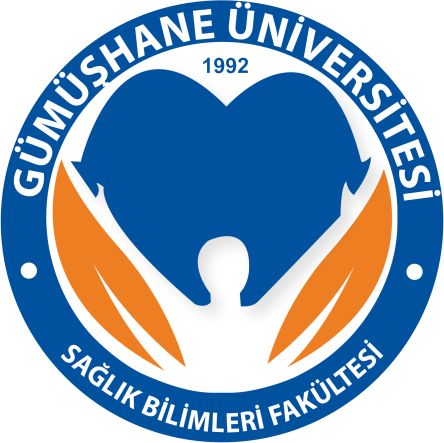 GÜMÜŞHANE ÜNİVERSİTESİ
1992
SAĞLIK BİLİMLERİ FAKÜLTESİ